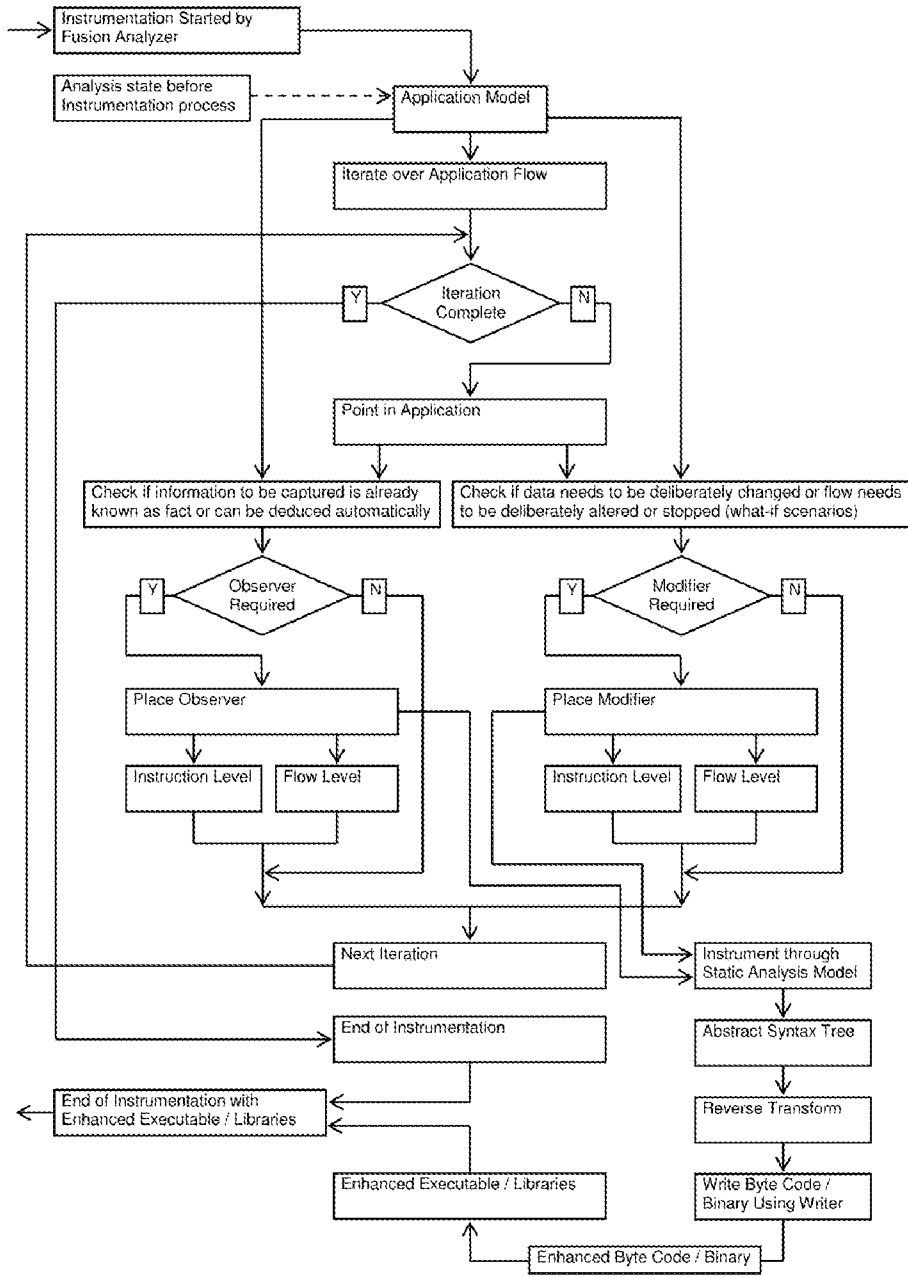 Instrumentation Started by
Fusion Analyzer
Analysis state before
Instrumentation process
Application Model
Iterate over Application Flow
Y
Iteration
Complete
N
Point in Application
Check if information to be captured is already
known as fact or can be deduced automatically
Check if data needs to be deliberately changed or flow needs
to be deliberately altered or stopped (what-if scenarios)
Y
Observer
Required
N
Y
Modifier
Required
N
Place Observer
Place Modifier
Instruction Level
Flow Level
Instruction Level
Flow Level
Next Iteration
Instrument through
Static Analysis Model
End of Instrumentation
Abstract Syntax Tree
End of Instrumentation with
Enhanced Executable / Libraries
Reverse Transform
Enhanced Executable / Libraries
Write Byte Code /
Binary Using Writer
Enhanced Byte Code / Binary